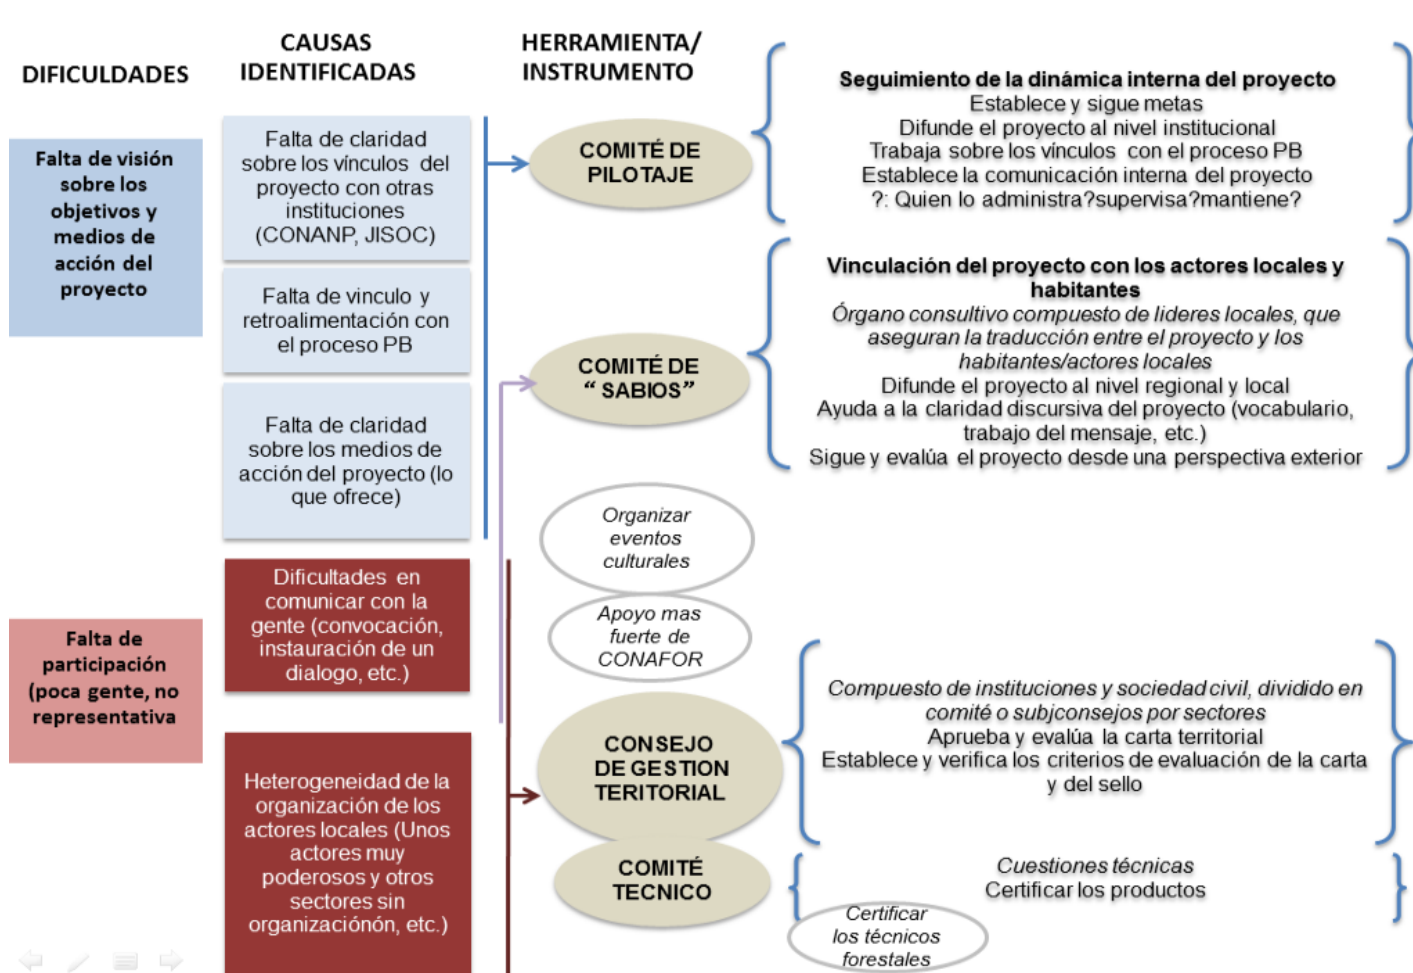 DIFICULDADES
CAUSAS
IDENTIFICADAS
HERRAMIENTA/
INSTRUMENTO
Falta de visión
sobre los
objetivos y
medios de
acción del
proyecto
Falta de claridad
sobre los vínculos del
proyecto con otras
instituciones
(CONANP, JISOC)
Falta de vinculo y
retroalimentación con
el proceso PB
Falta de claridad
sobre los medios de
acción del proyecto (lo
que ofrece)
COMITÉ DE
PILOTAJE
Seguimiento de la dinámica interna del proyecto
Establece y sigue metas
Difunde el proyecto al nivel institucional
Trabaja sobre los vínculos con el proceso PB
Establece la comunicación interna del proyecto
?: Quien lo administra?supervisa?mantiene?
COMITÉ DE
“ SABIOS”
Vinculación del proyecto con los actores locales y
habitantes
Órgano consultivo compuesto de lideres locales, que
aseguran la traducción entre el proyecto y los
habitantes/actores locales
Difunde el proyecto al nivel regional y local
Ayuda a la claridad discursiva del proyecto (vocabulario,
trabajo del mensaje, etc.)
Sigue y evalúa el proyecto desde una perspectiva exterior
Organizar
eventos
culturales
Apoyo mas
fuerte de
CONAFOR
Falta de
participación
(poca gente, no
representativa
Dificultades en
comunicar con la
gente (convocación,
instauración de un
dialogo, etc.)
Heterogeneidad de la
organización de los
actores locales (Unos
actores muy
poderosos y otros
sectores sin
organizaciónón, etc.)
CONSEJO
DE GESTION
TERITORIAL
Compuesto de instituciones y sociedad civil, dividido en
comité o subjconsejos por sectores
Aprueba y evalúa la carta territorial
Establece y verifica los criterios de evaluación de la carta
y del sello
COMITÉ
TECNICO
Cuestiones técnicas
Certificar los productos
Certificar
los técnicos
forestales